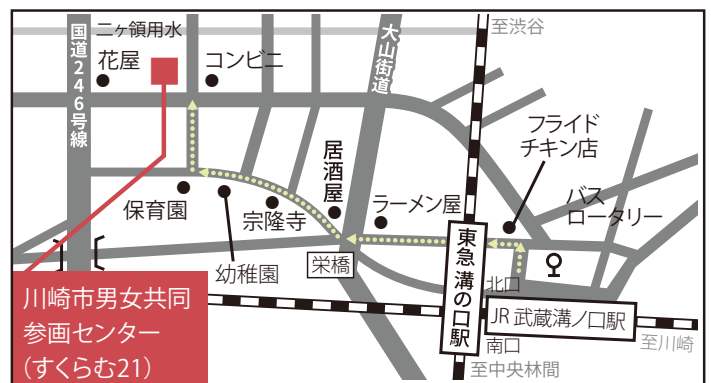 至渋谷
二ヶ領用水
国道246号線
大山街道
花屋
コンビニ
フライド
チキン店
居酒屋
ラーメン屋
バス
ロータリー
保育園
宗隆寺
幼稚園
栄橋
東急 溝の口駅
北口
JR 武蔵溝ノ口駅
南口
至川崎
至中央林間
川崎市男女共同
参画センター
(すくらむ21)